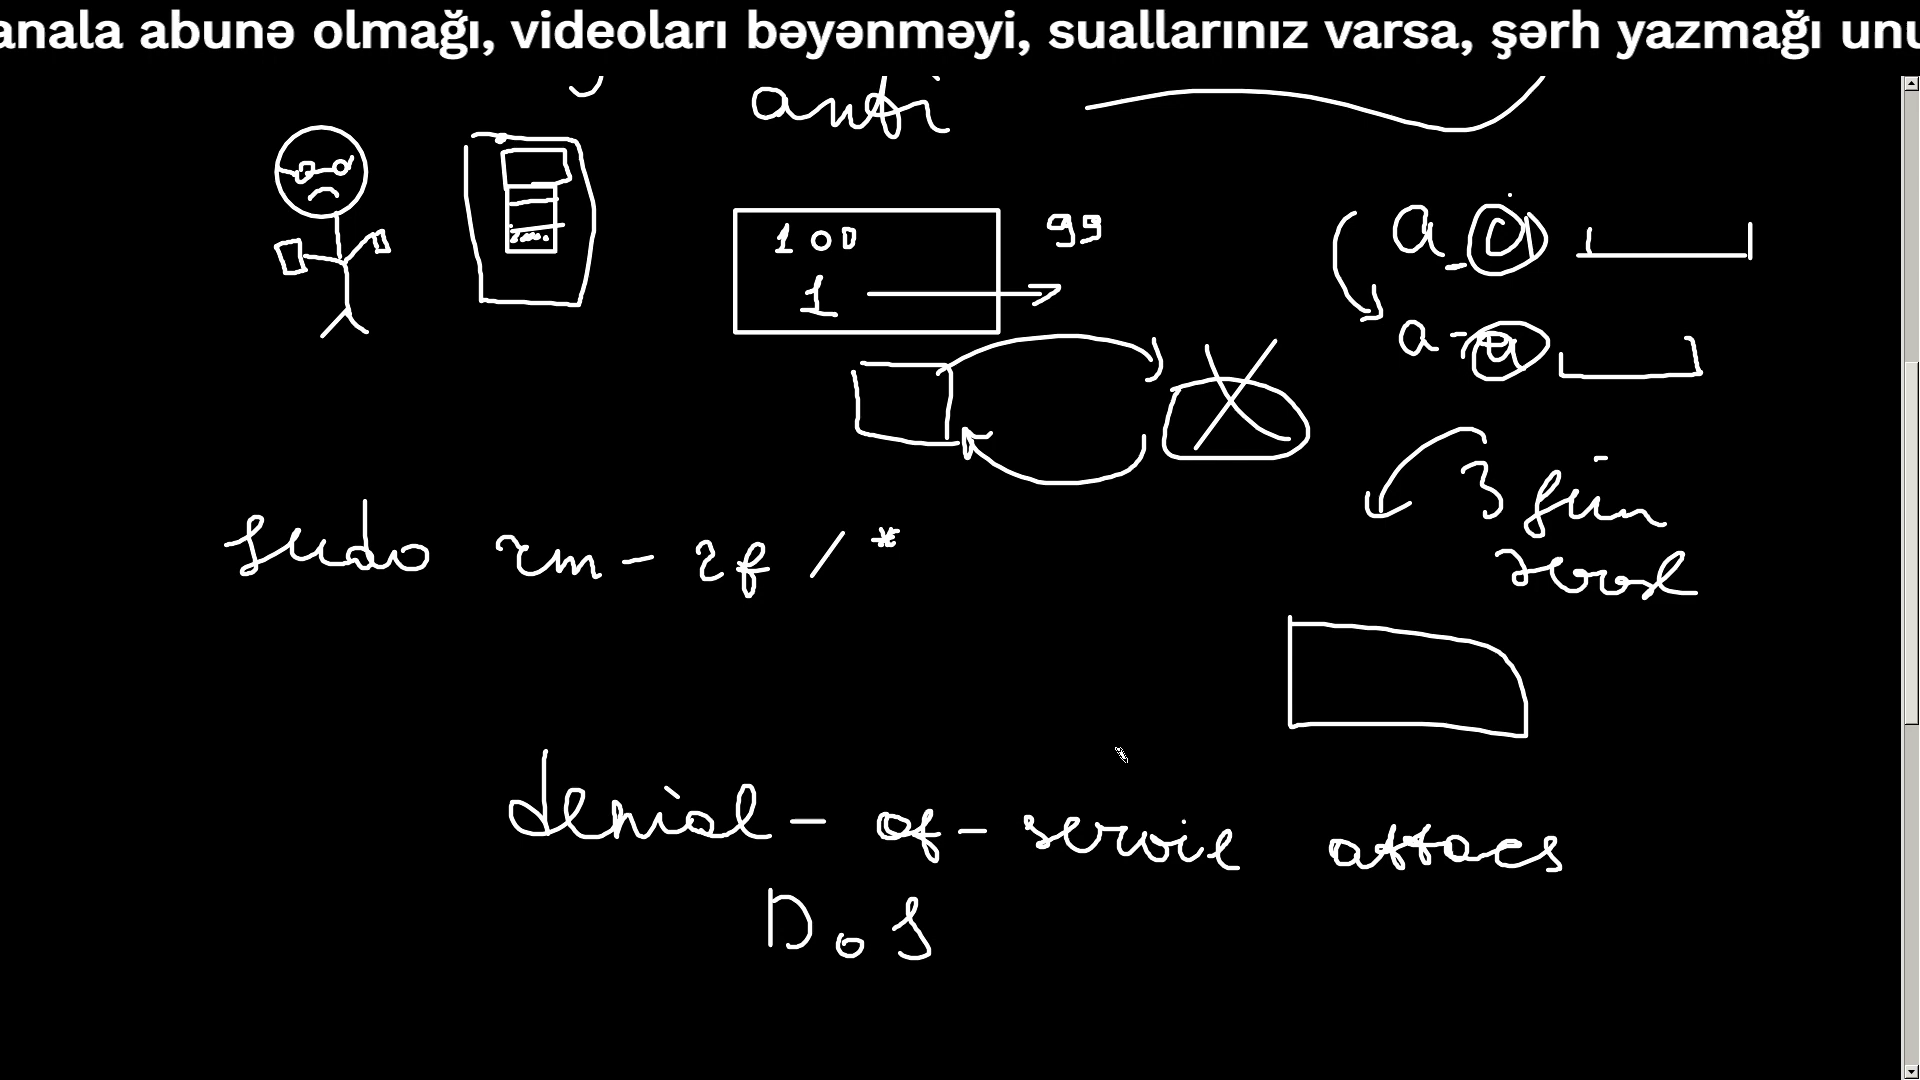 anala abunə olmağı, videoları bəyənməyi, suallarınız varsa, şərh yazmağı unu
anti
100
1
99
a
a
3 gün
sudo rm - rf / *
denial - of - servic attacs
DoS